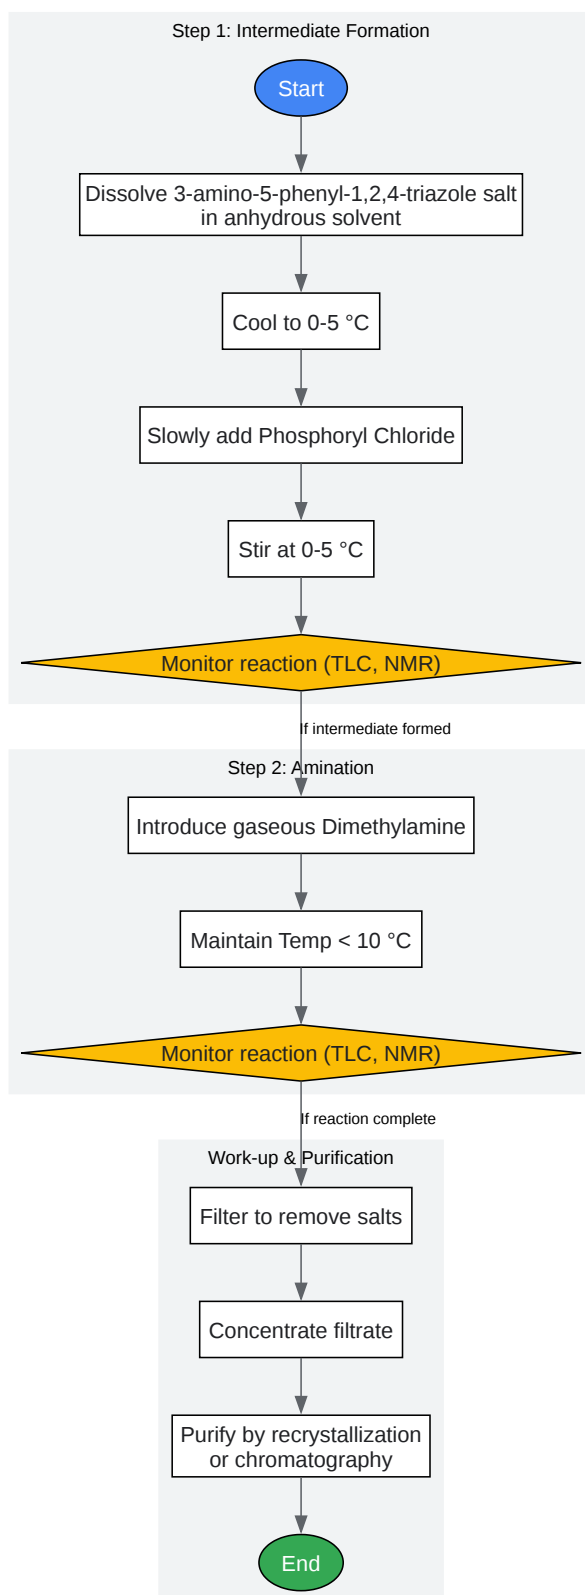 Step 1: Intermediate Formation
Start
Dissolve 3-amino-5-phenyl-1,2,4-triazole salt
in anhydrous solvent
Cool to 0-5 °C
Slowly add Phosphoryl Chloride
Stir at 0-5 °C
Monitor reaction (TLC, NMR)
If intermediate formed
Step 2: Amination
Introduce gaseous Dimethylamine
Maintain Temp < 10 °C
Monitor reaction (TLC, NMR)
If reaction complete
Work-up & Purification
Filter to remove salts
Concentrate filtrate
Purify by recrystallization
or chromatography
End